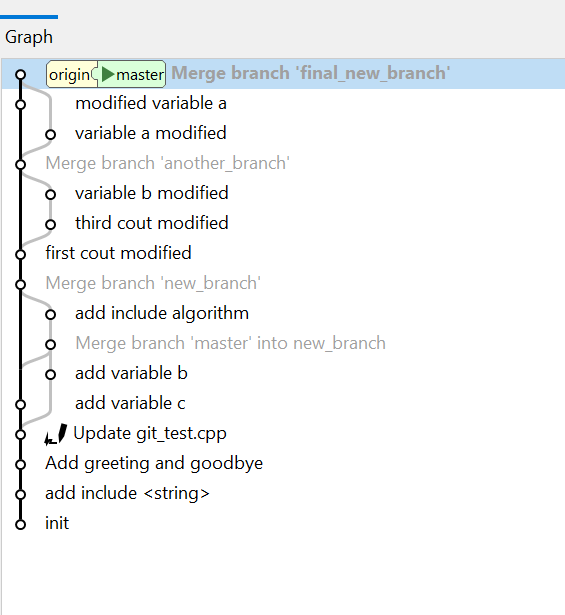 Graph
origin master Merge branch 'final_new_branch'
modified variable a
variable a modified
Merge branch 'another_branch'
variable b modified
third cout modified
first cout modified
Merge branch 'new_branch'
add include algorithm
Merge branch 'master' into new_branch
add variable b
add variable c
Update git_test.cpp
Add greeting and goodbye
add include <string>
init